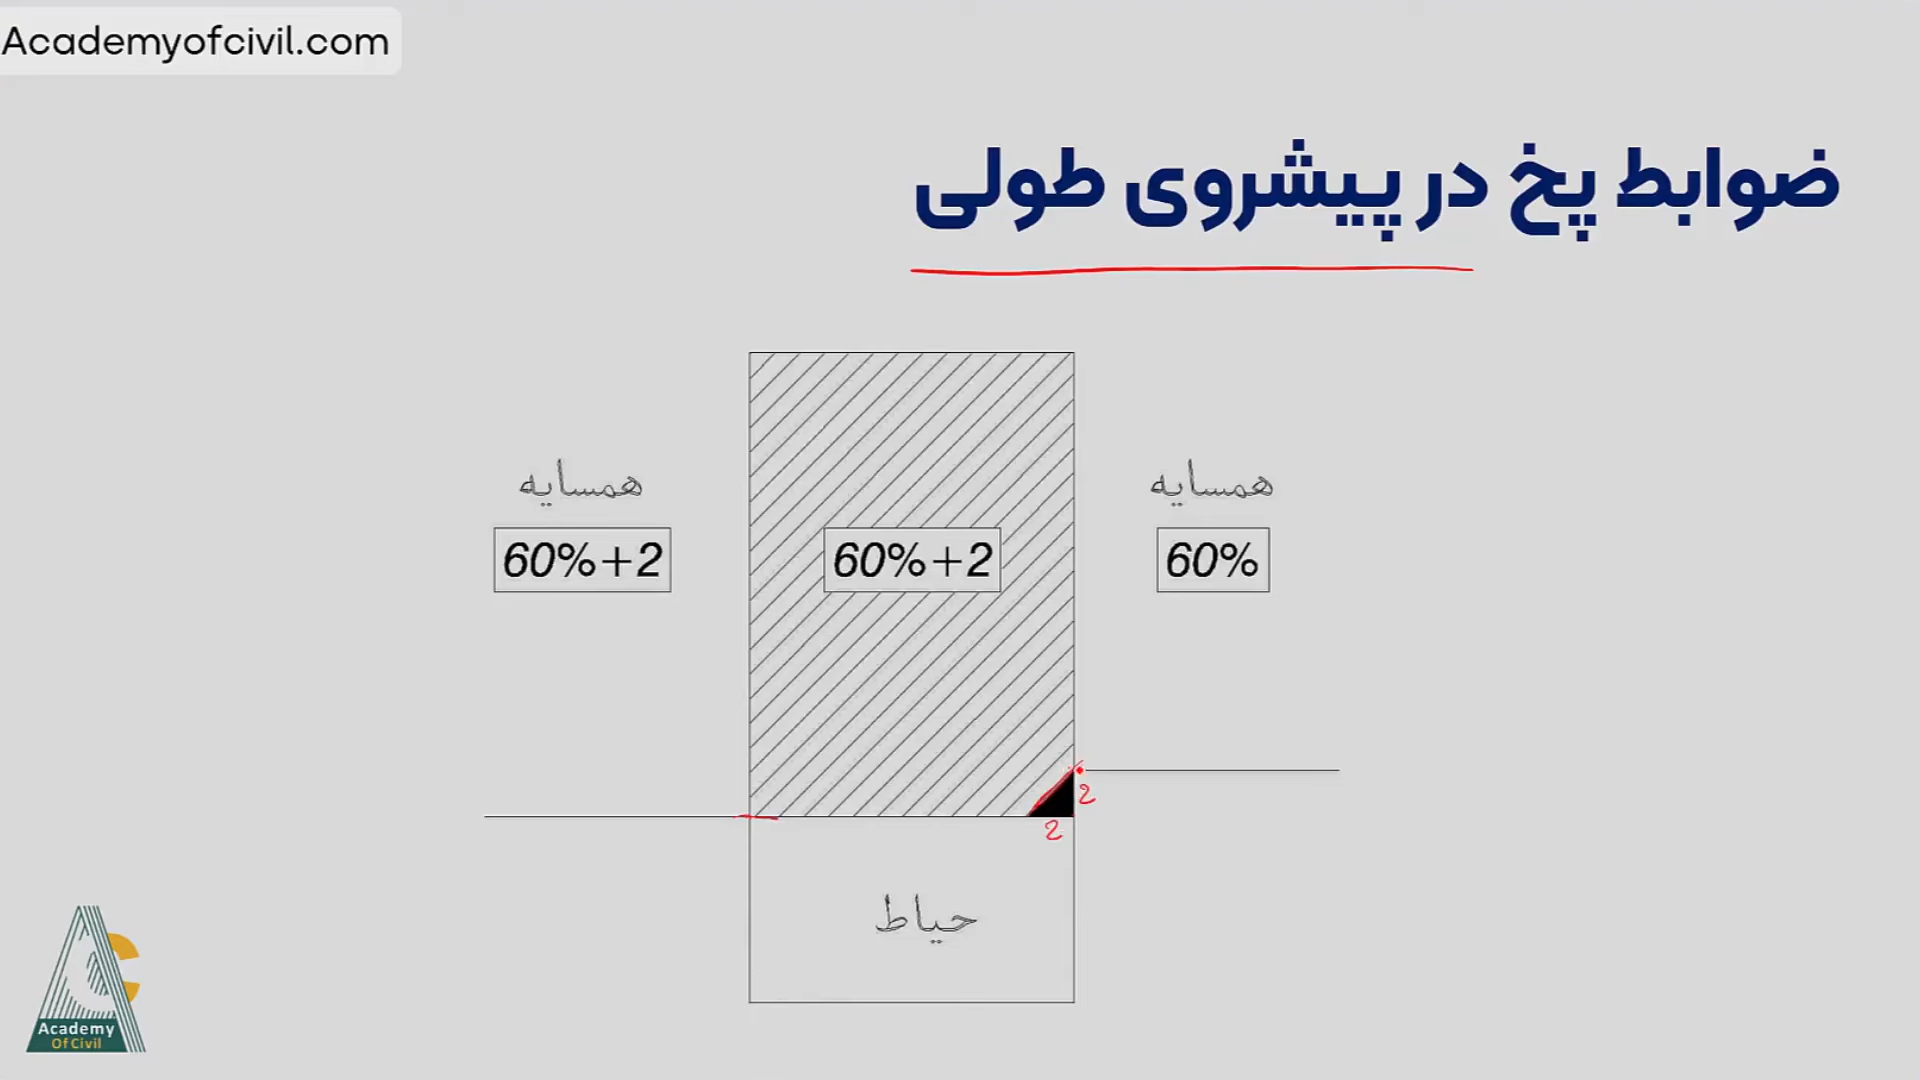 Academyofcivil.com
ضوابط پخ در پیشروی طولی
همسایه
همسایه
60%+2
60%+2
60%
2
2
حیاط
Academy
Of Civil